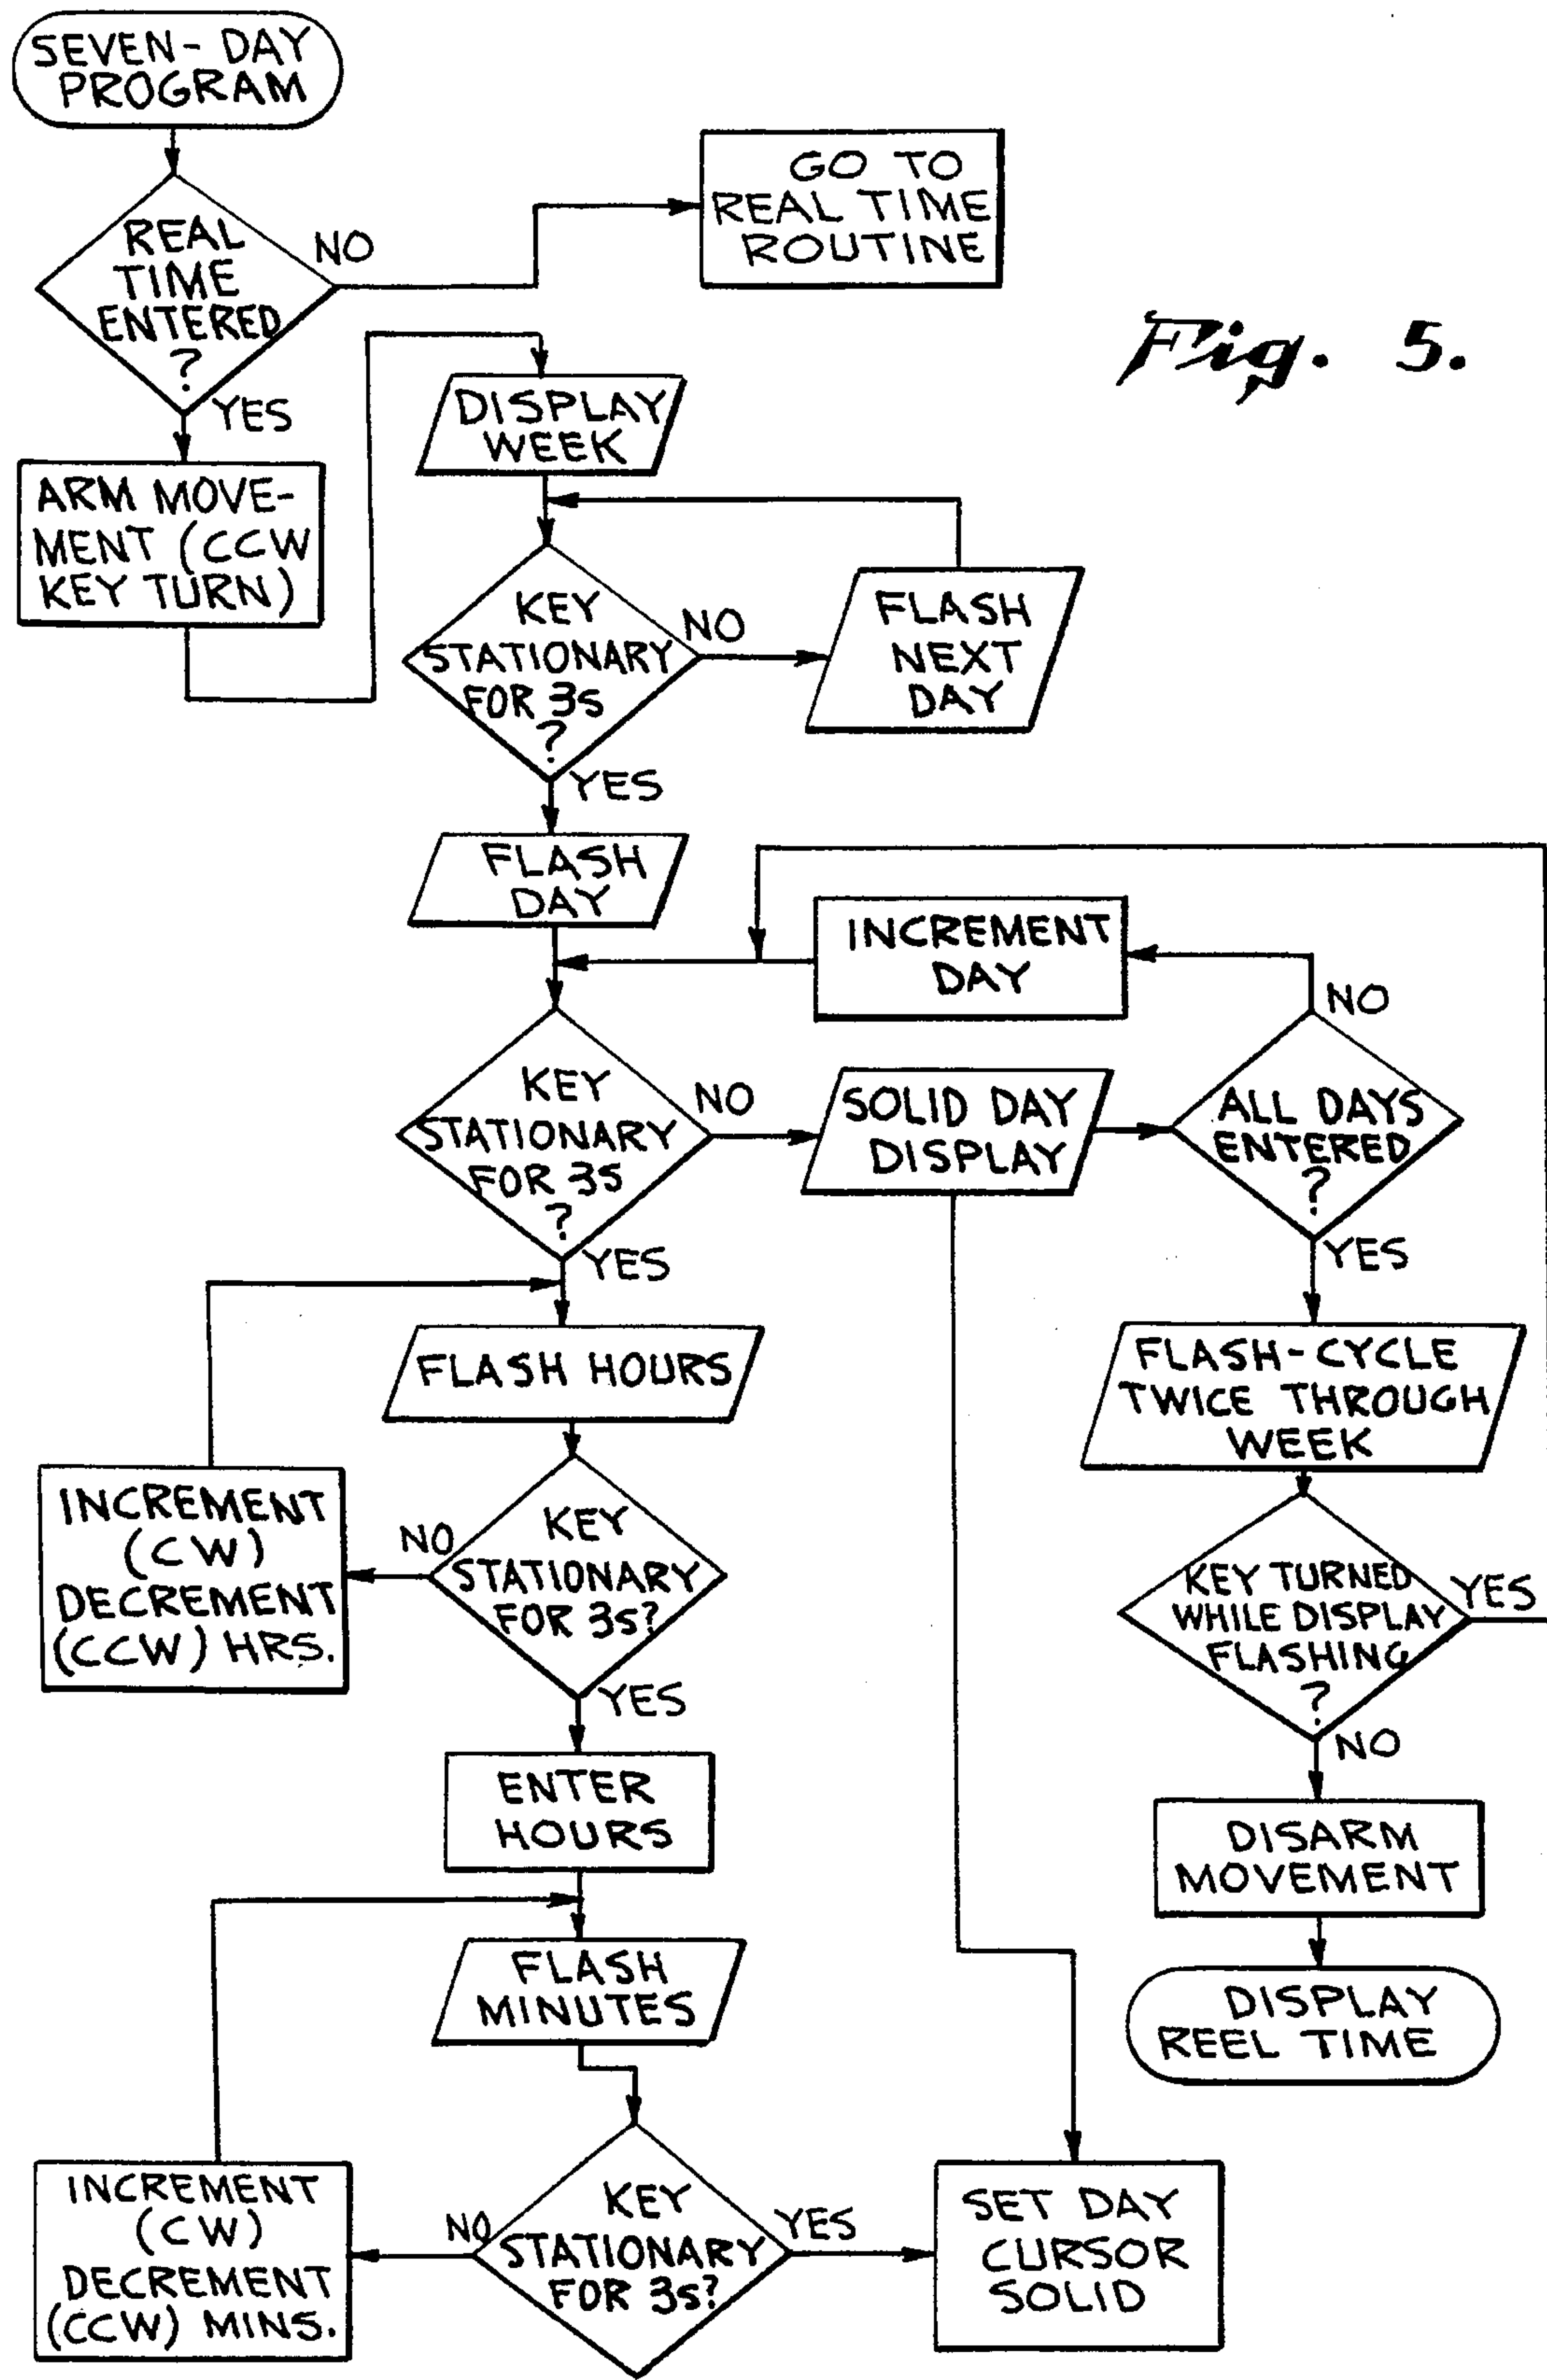 SEVEN-DAY
PROGRAM
REAL
TIME
ENTERED
?
NO
YES
GO TO
REAL TIME
ROUTINE
Fig. 5.
ARM MOVE-
MENT (CCW
KEY TURN)
DISPLAY
WEEK
KEY
STATIONARY
FOR 3s
?
NO
YES
FLASH
NEXT
DAY
FLASH
DAY
INCREMENT
DAY
KEY
STATIONARY
FOR 3S
?
NO
YES
SOLID DAY
DISPLAY
ALL DAYS
ENTERED
?
NO
YES
FLASH HOURS
FLASH-CYCLE
TWICE THROUGH
WEEK
INCREMENT
(CW)
DECREMENT
(CCW) HRS.
NO
KEY
STATIONARY
FOR 3s?
YES
KEY TURNED
WHILE DISPLAY
FLASHING
?
YES
NO
ENTER
HOURS
DISARM
MOVEMENT
FLASH
MINUTES
DISPLAY
REEL TIME
INCREMENT
(CW)
DECREMENT
(CCW) MINS.
NO
KEY
STATIONARY
FOR 3s?
YES
SET DAY
CURSOR
SOLID